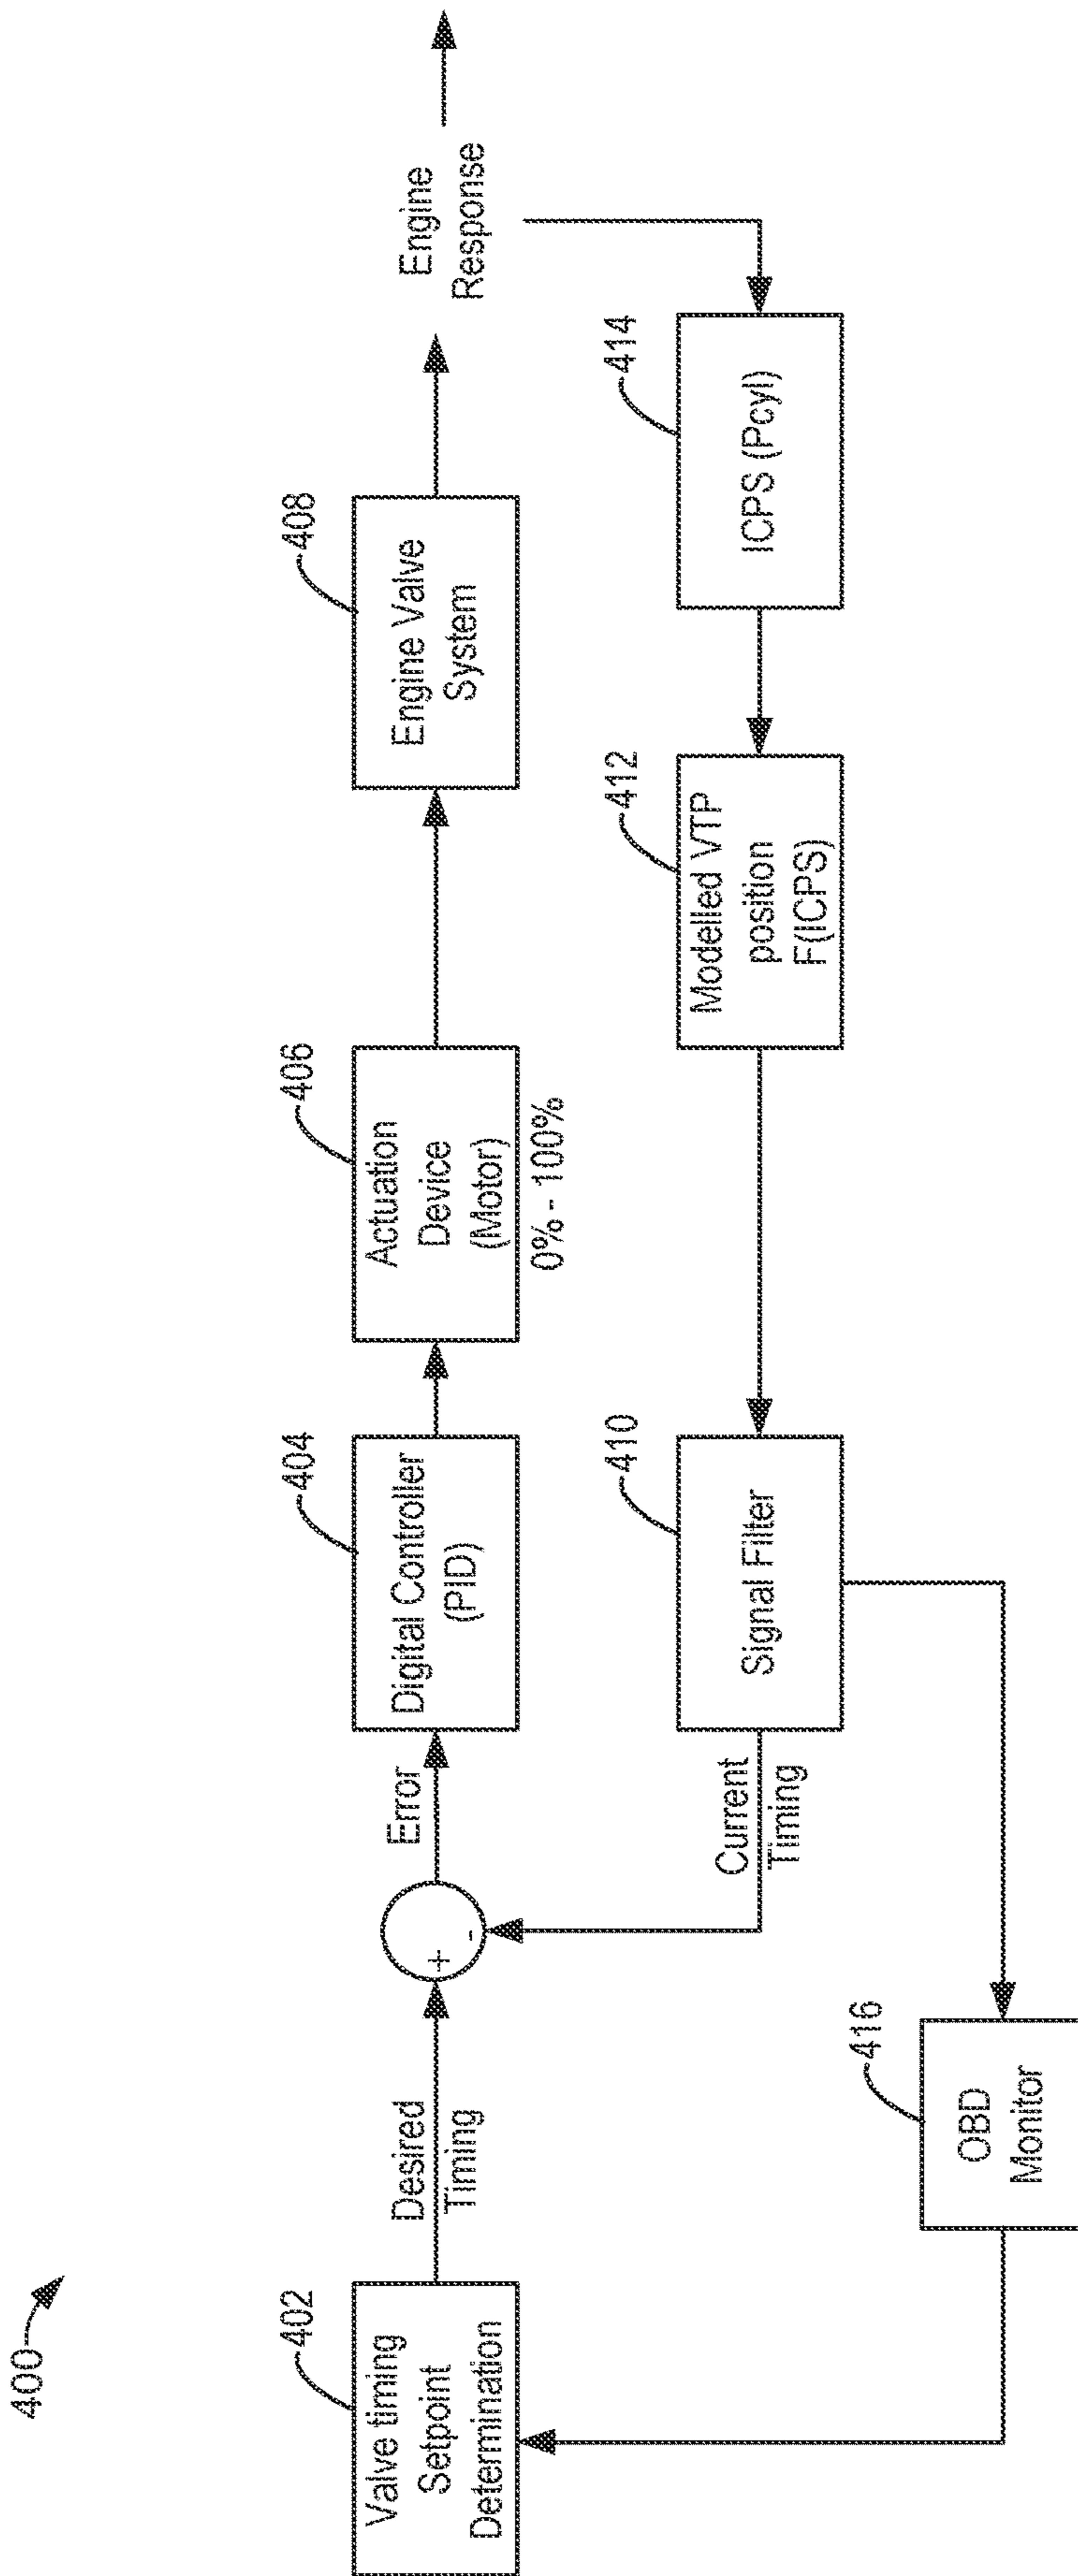 400
402
Valve timing
Setpoint
Determination
Desired
Timing
+
-
Error
404
Digital Controller
(PID)
406
Actuation
Device
(Motor)
0% - 100%
408
Engine Valve
System
Engine
Response
414
ICPS (Pcyl)
412
Modelled VTP
position
F(ICPS)
410
Signal Filter
Current
Timing
416
OBD
Monitor